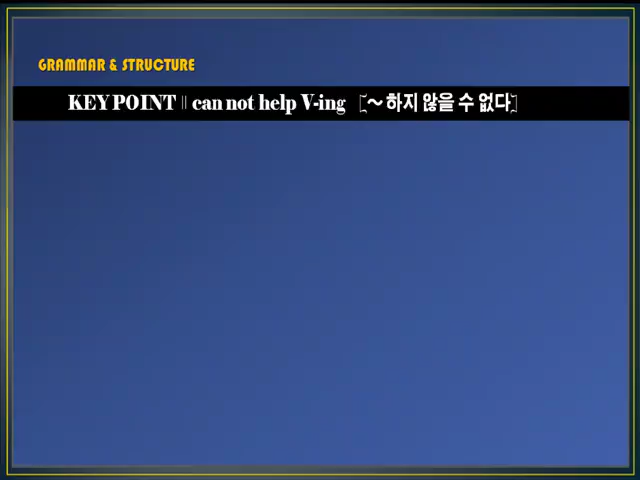 GRAMMAR & STRUCTURE
KEY POINT || can not help V-ing [~ 하지 않을 수 없다]